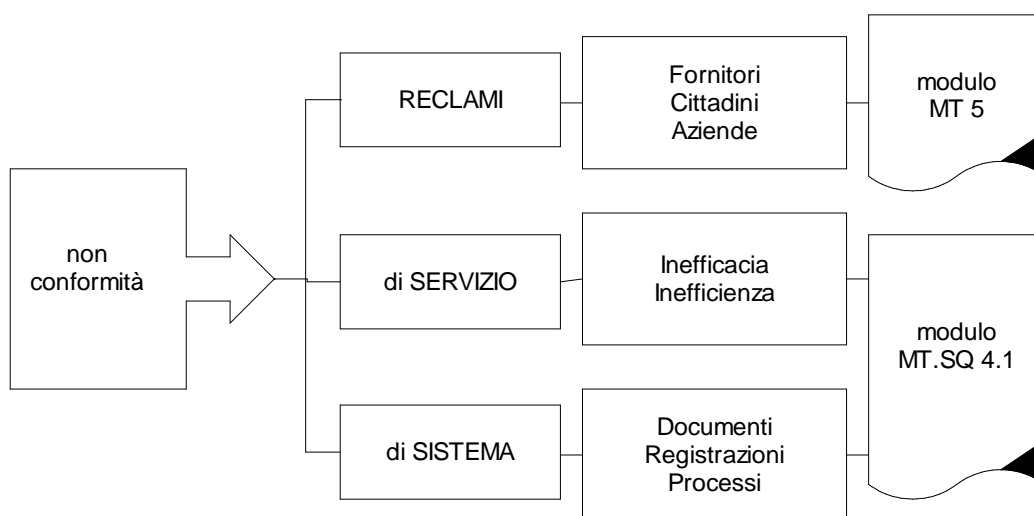 non
conformità
RECLAMI
Fornitori
Cittadini
Aziende
modulo
MT 5
di SERVIZIO
Inefficacia
Inefficienza
modulo
MT.SQ 4.1
di SISTEMA
Documenti
Registrazioni
Processi